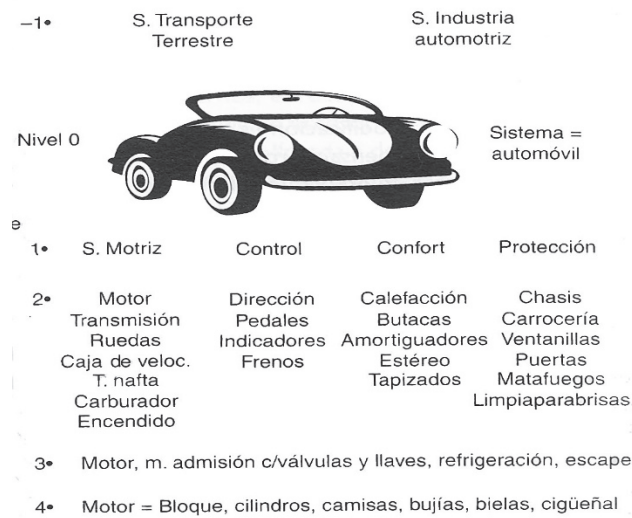 –1• S. Transporte Terrestre S. Industria automotriz
Nivel 0 Sistema = automóvil
e
1• S. Motriz Control Confort Protección
2• Motor Dirección Calefacción Chasis
Transmisión Pedales Butacas Carrocería
Ruedas Indicadores Amortiguadores Ventanillas
Caja de veloc. Frenos Estéreo Puertas
T. nafta Tapizados Matafuegos
Carburador Limpiaparabrisas
Encendido
3• Motor, m. admisión c/válvulas y llaves, refrigeración, escape
4• Motor = Bloque, cilindros, camisas, bujías, bielas, cigüeñal